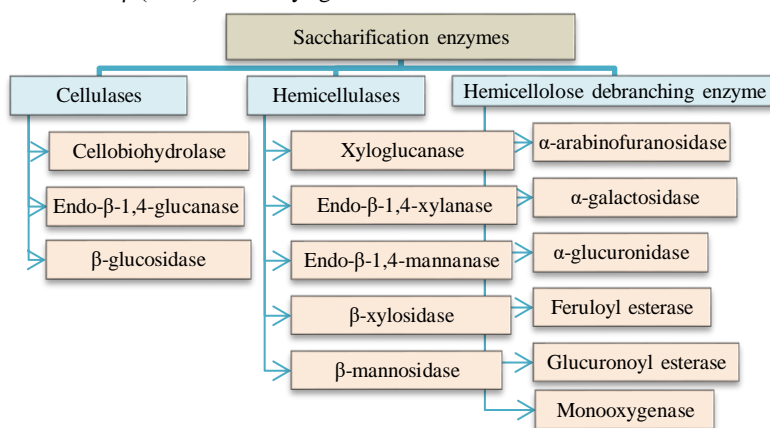 Saccharification enzymes
Cellulases
Hemicellulases
Hemicellolose debranching enzyme
Cellobiohydrolase
Endo-β-1,4-glucanase
β-glucosidase
Xyloglucanase
Endo-β-1,4-xylanase
Endo-β-1,4-mannanase
β-xylosidase
β-mannosidase
α-arabinofuranosidase
α-galactosidase
α-glucuronidase
Feruloyl esterase
Glucuronoyl esterase
Monooxygenase